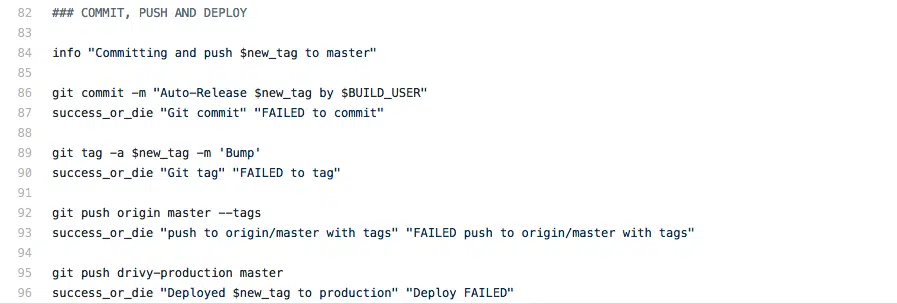 82 ### COMMIT, PUSH AND DEPLOY
83
84 info "Committing and push $new_tag to master"
85
86 git commit -m "Auto-Release $new_tag by $BUILD_USER"
87 success_or_die "Git commit" "FAILED to commit"
88
89 git tag -a $new_tag -m 'Bump'
90 success_or_die "Git tag" "FAILED to tag"
91
92 git push origin master --tags
93 success_or_die "push to origin/master with tags" "FAILED push to origin/master with tags"
94
95 git push drivy-production master
96 success_or_die "Deployed $new_tag to production" "Deploy FAILED"